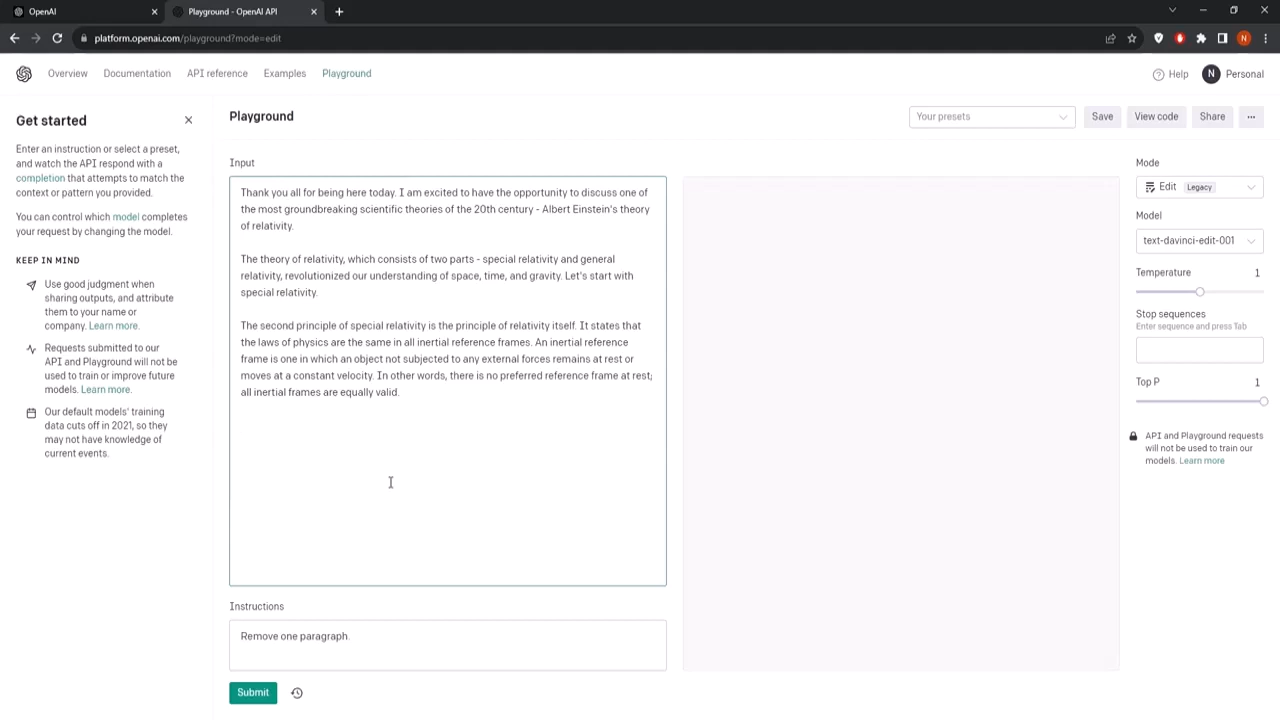 OpenAI
Playground - OpenAI API
platform.openai.com/playground?mode=edit
N
Overview
Documentation
API reference
Examples
Playground
Help
N
Personal
Get started
Enter an instruction or select a preset,
and watch the API respond with a
completion that attempts to match the
context or pattern you provided.
You can control which model completes
your request by changing the model.
KEEP IN MIND
Use good judgment when
sharing outputs, and attribute
them to your name or
company. Learn more.
Requests submitted to our
API and Playground will not be
used to train or improve future
models. Learn more.
Our default models' training
data cuts off in 2021, so they
may not have knowledge of
current events.
Playground
Your presets
Save
View code
Share
...
Input
Thank you all for being here today. I am excited to have the opportunity to discuss one of
the most groundbreaking scientific theories of the 20th century - Albert Einstein's theory
of relativity.
The theory of relativity, which consists of two parts - special relativity and general
relativity, revolutionized our understanding of space, time, and gravity. Let's start with
special relativity.
The second principle of special relativity is the principle of relativity itself. It states that
the laws of physics are the same in all inertial reference frames. An inertial reference
frame is one in which an object not subjected to any external forces remains at rest or
moves at a constant velocity. In other words, there is no preferred reference frame at rest;
all inertial frames are equally valid.
Instructions
Remove one paragraph.
Submit
Mode
Edit Legacy
Model
text-davinci-edit-001
Temperature 1
Stop sequences
Enter sequence and press Tab
Top P 1
API and Playground requests
will not be used to train our
models. Learn more